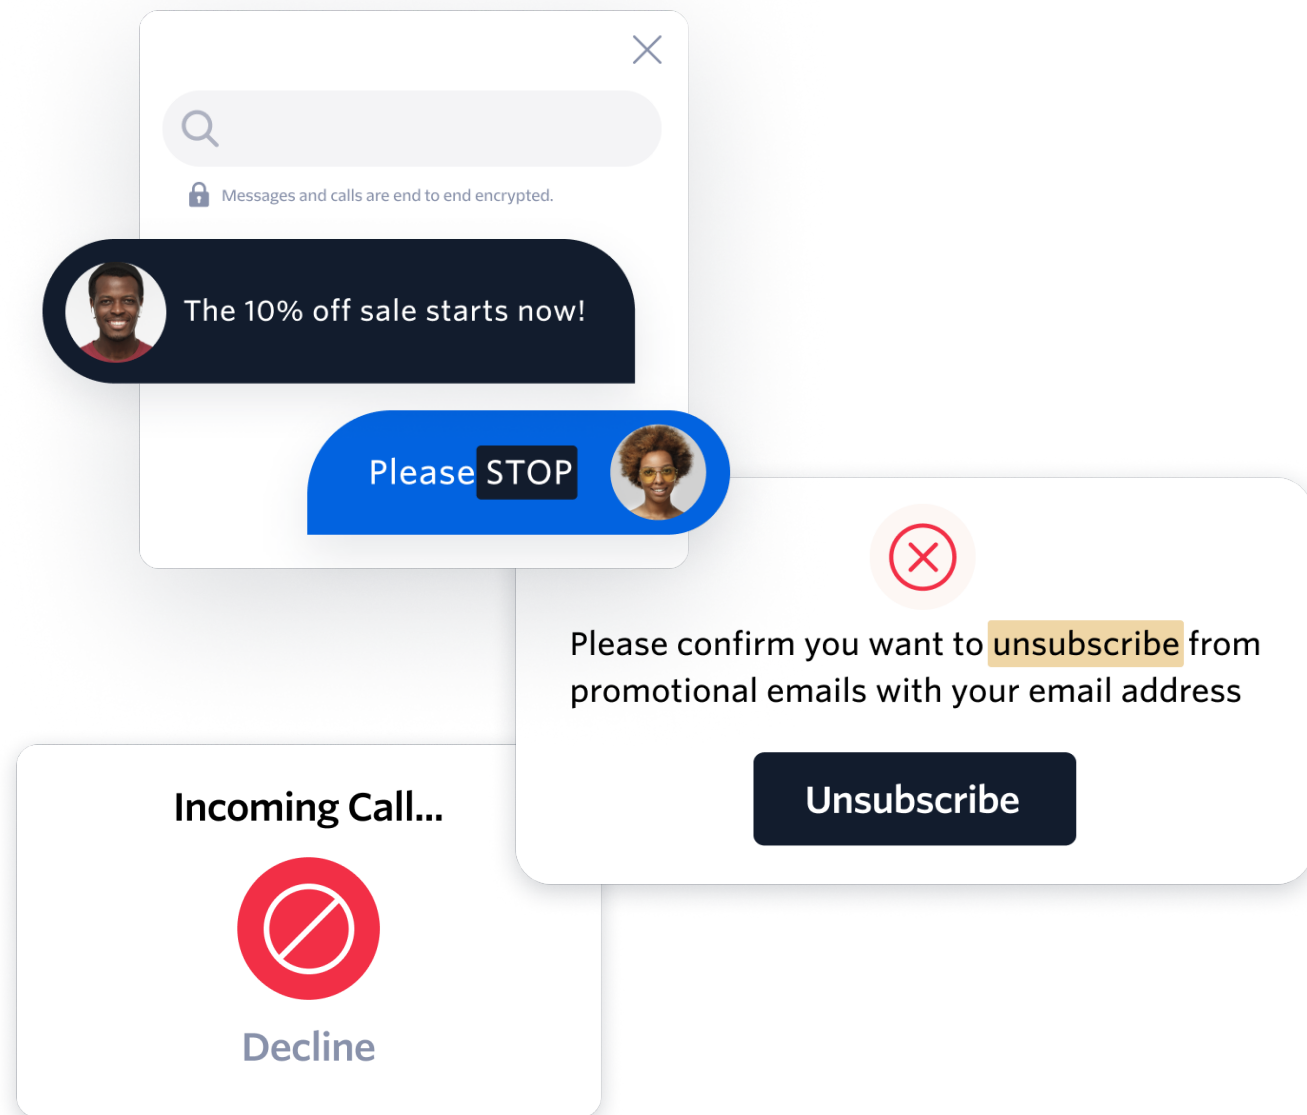 Messages and calls are end to end encrypted.
The 10% off sale starts now!
Please STOP
Please confirm you want to unsubscribe from
promotional emails with your email address
Unsubscribe
Incoming Call...
Decline